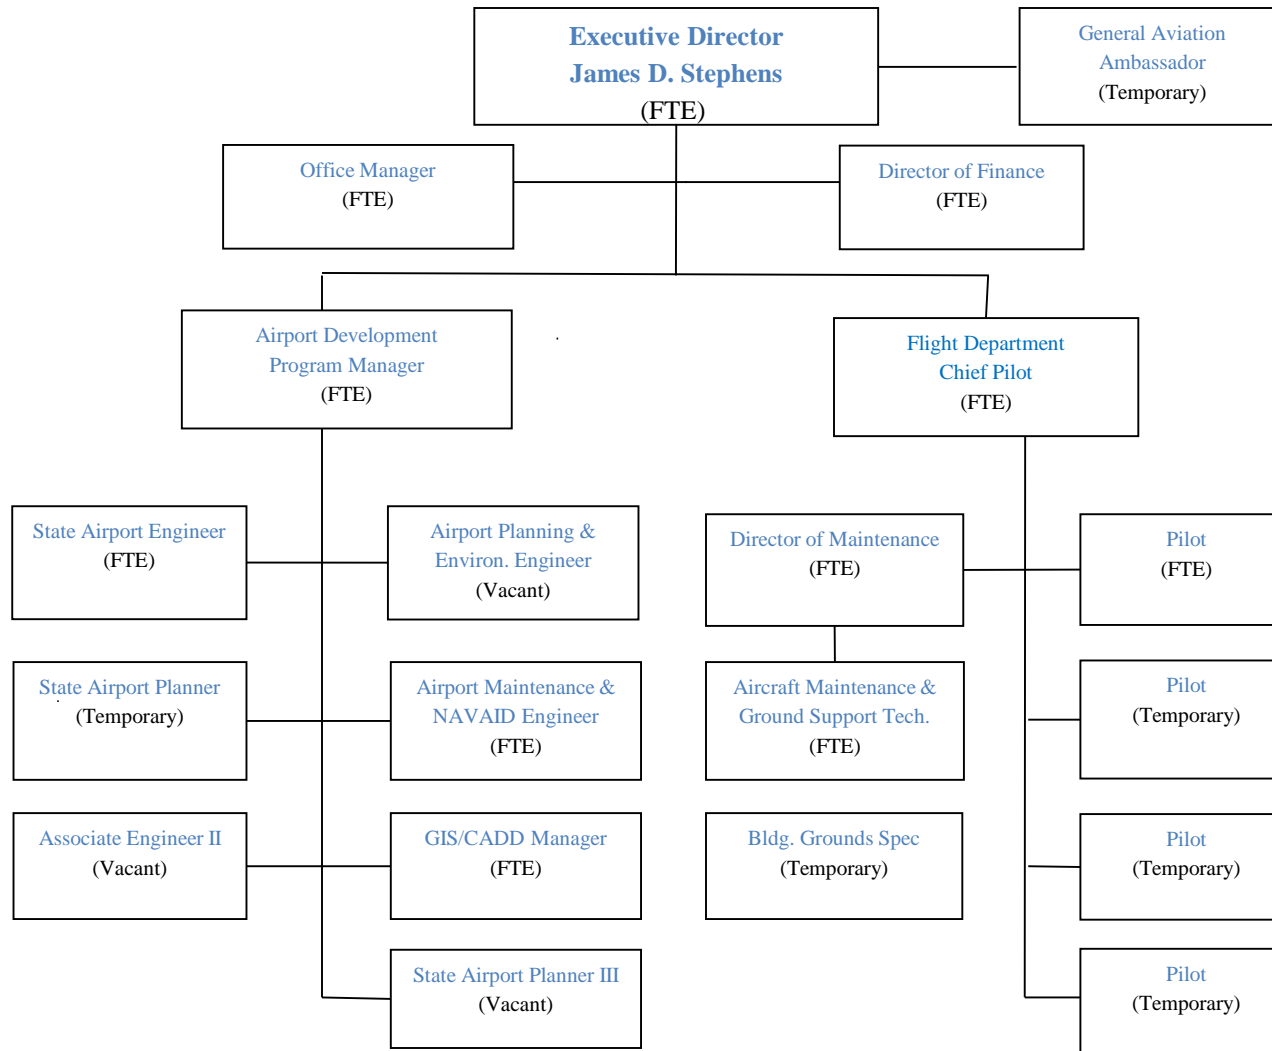 Executive Director
James D. Stephens
(FTE)
General Aviation
Ambassador
(Temporary)
Office Manager
(FTE)
Director of Finance
(FTE)
Airport Development
Program Manager
(FTE)
Flight Department
Chief Pilot
(FTE)
State Airport Engineer
(FTE)
Airport Planning &
Environ. Engineer
(Vacant)
Director of Maintenance
(FTE)
Pilot
(FTE)
State Airport Planner
(Temporary)
Airport Maintenance &
NAVAID Engineer
(FTE)
Aircraft Maintenance &
Ground Support Tech.
(FTE)
Pilot
(Temporary)
Associate Engineer II
(Vacant)
GIS/CADD Manager
(FTE)
Bldg. Grounds Spec
(Temporary)
Pilot
(Temporary)
State Airport Planner III
(Vacant)
Pilot
(Temporary)